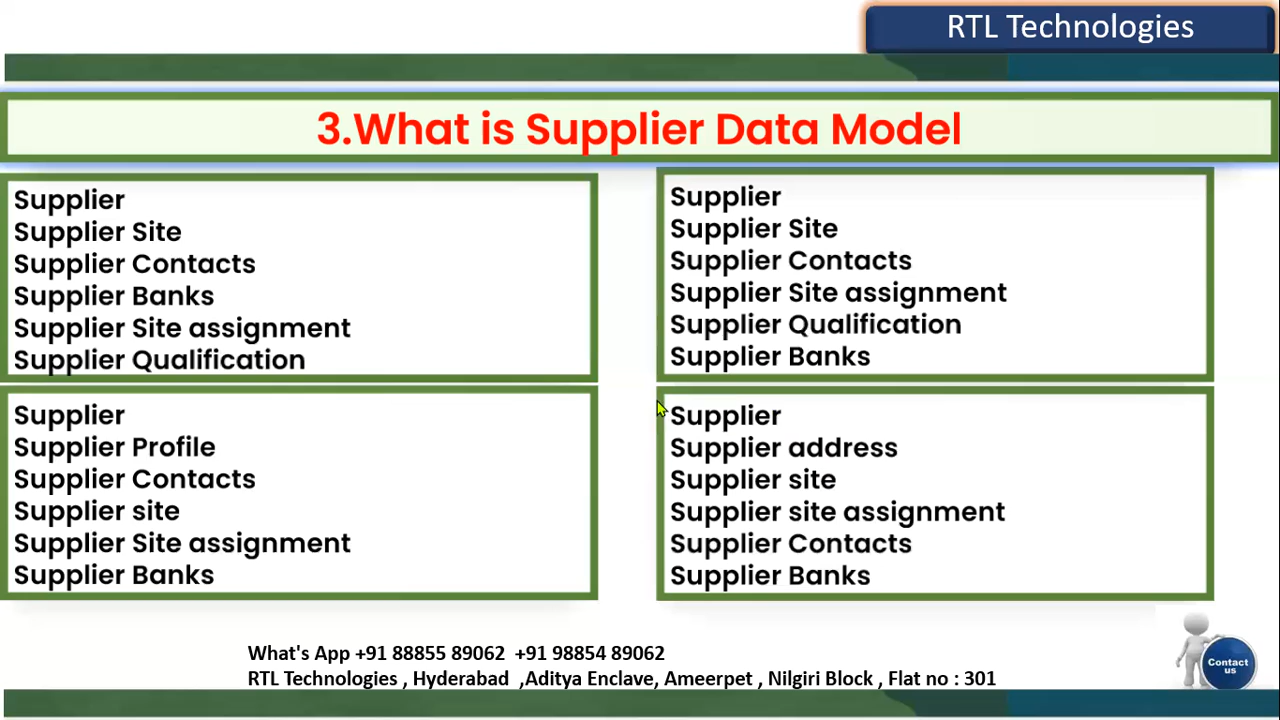 RTL Technologies
3.What is Supplier Data Model
Supplier
Supplier Site
Supplier Contacts
Supplier Banks
Supplier Site assignment
Supplier Qualification
Supplier
Supplier Site
Supplier Contacts
Supplier Site assignment
Supplier Qualification
Supplier Banks
Supplier
Supplier Profile
Supplier Contacts
Supplier site
Supplier Site assignment
Supplier Banks
Supplier
Supplier address
Supplier site
Supplier site assignment
Supplier Contacts
Supplier Banks
What's App +91 88855 89062 +91 98854 89062
RTL Technologies , Hyderabad ,Aditya Enclave, Ameerpet , Nilgiri Block , Flat no : 301
Contact
us